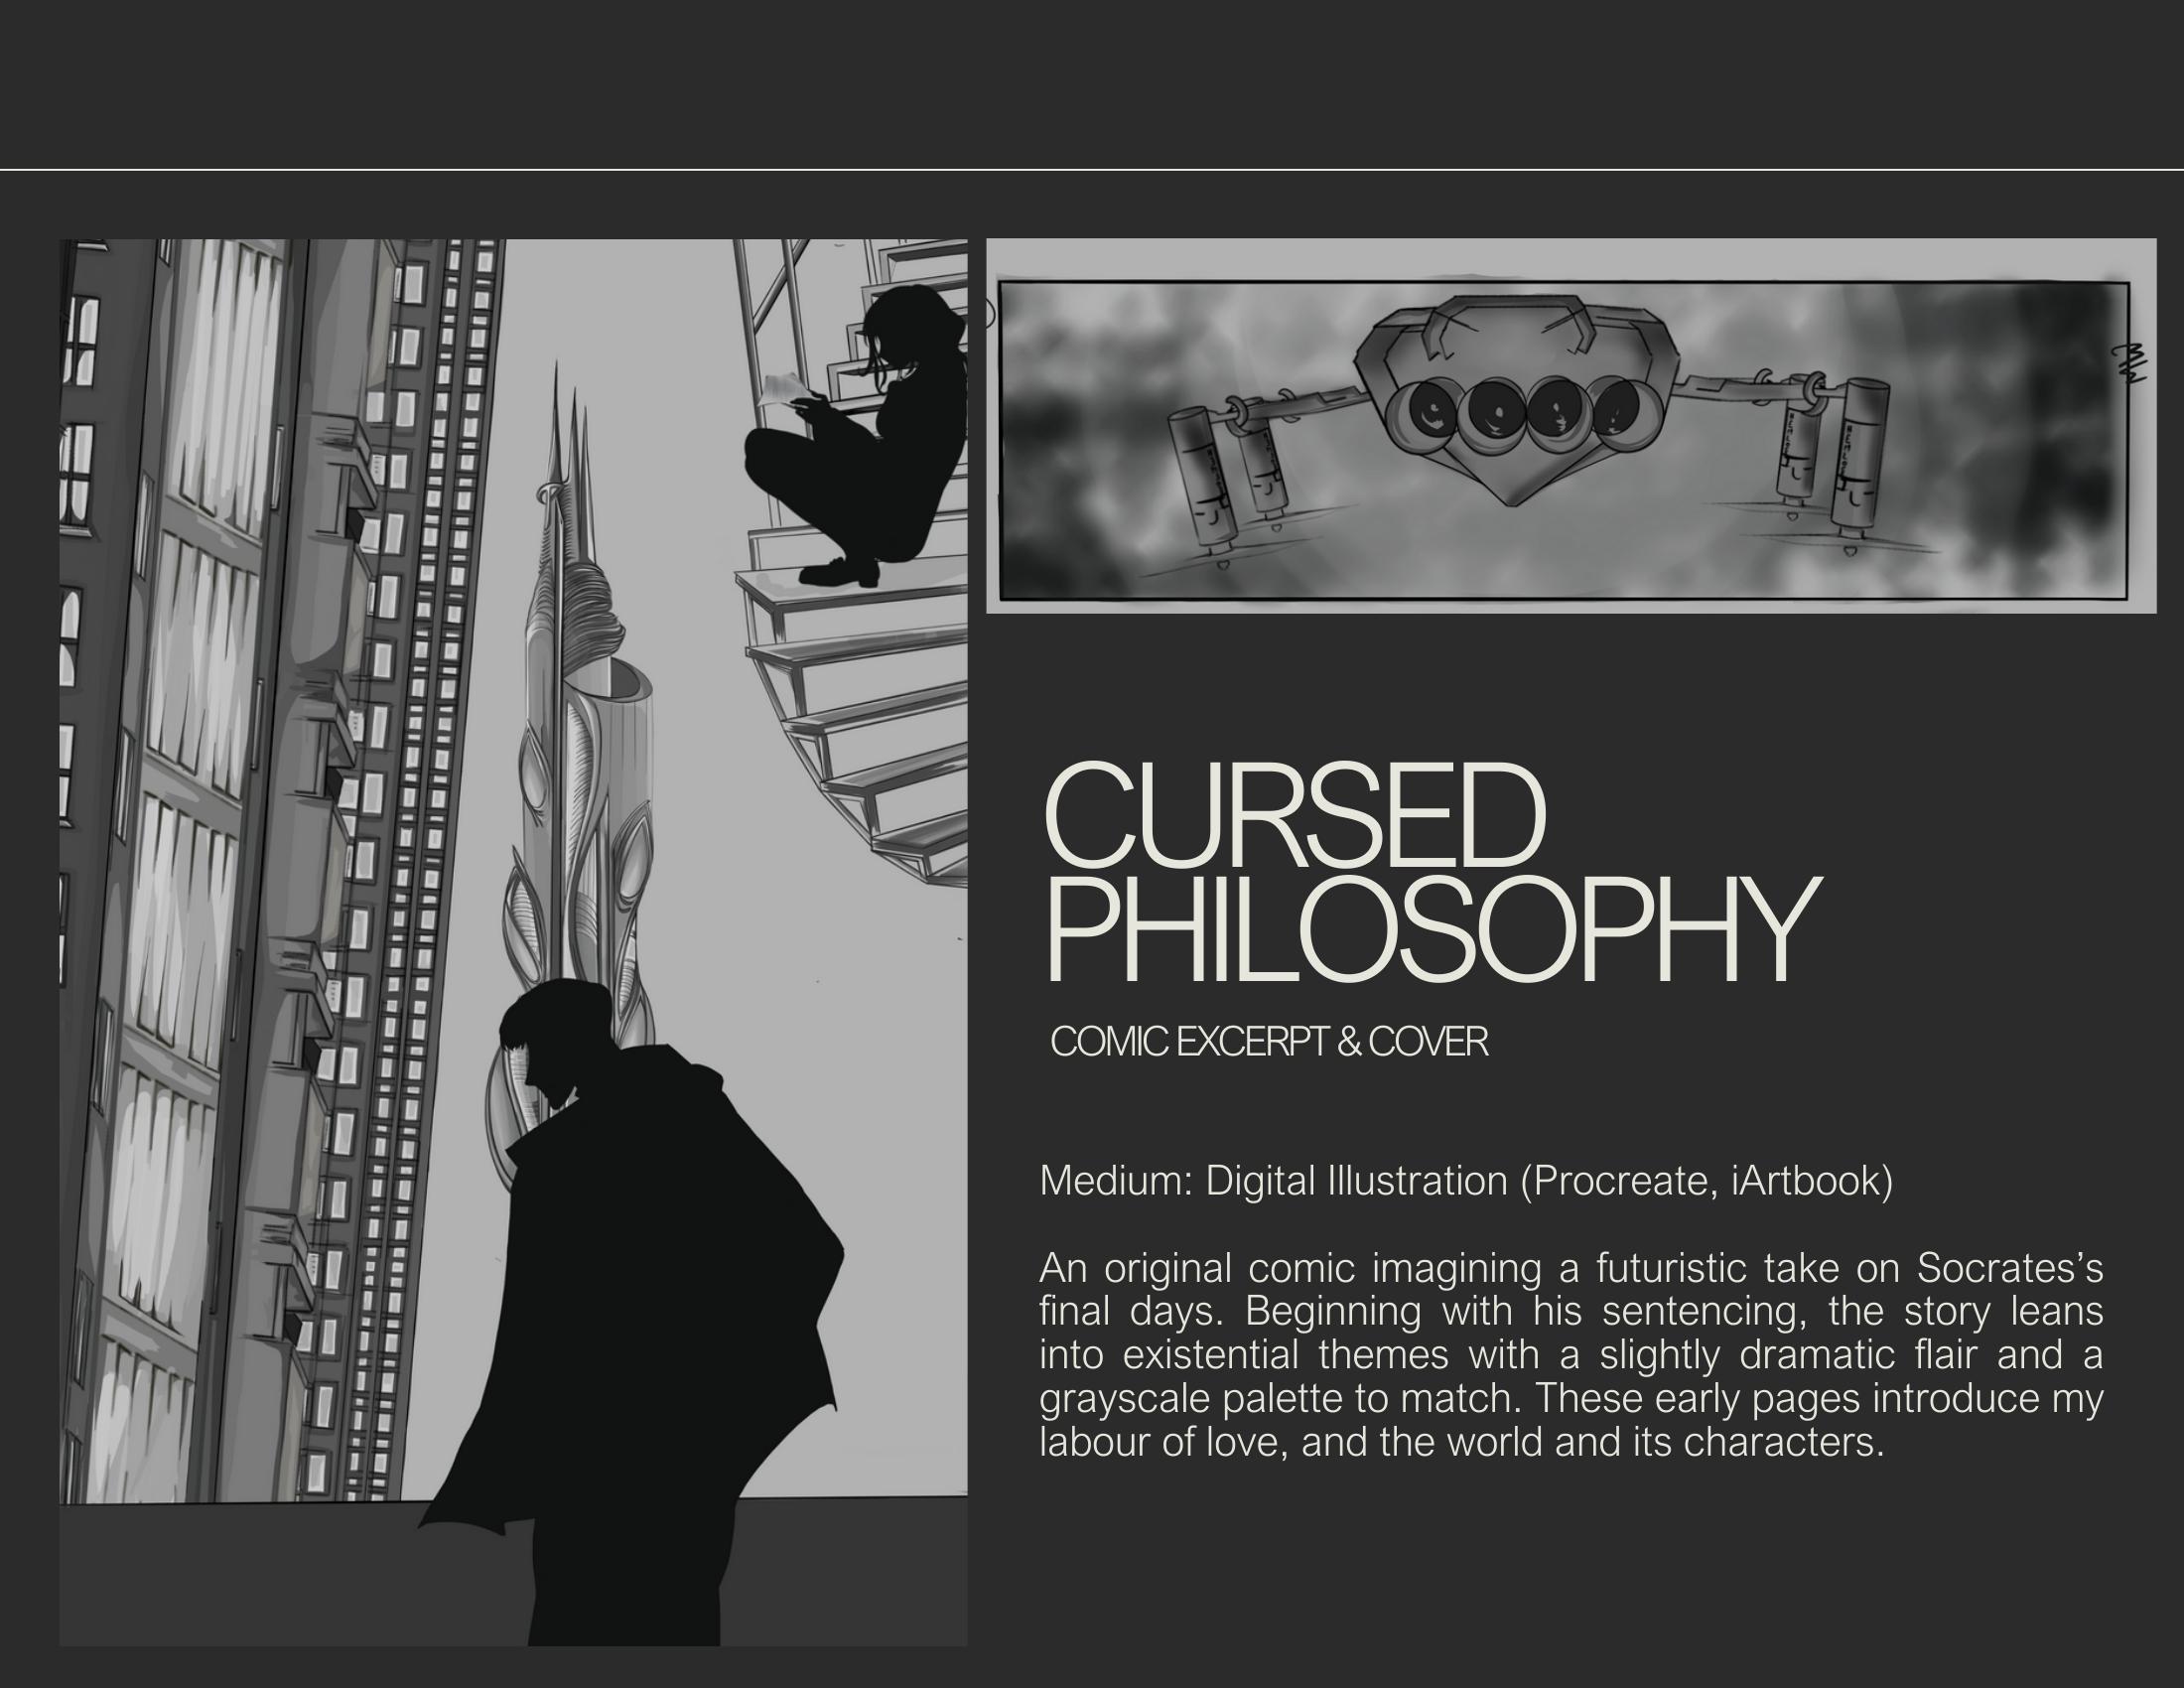 CURSED
PHILOSOPHY
COMIC EXCERPT & COVER
Medium: Digital Illustration (Procreate, iArtbook)
An original comic imagining a futuristic take on Socrates’s
final days. Beginning with his sentencing, the story leans
into existential themes with a slightly dramatic flair and a
grayscale palette to match. These early pages introduce my
labour of love, and the world and its characters.